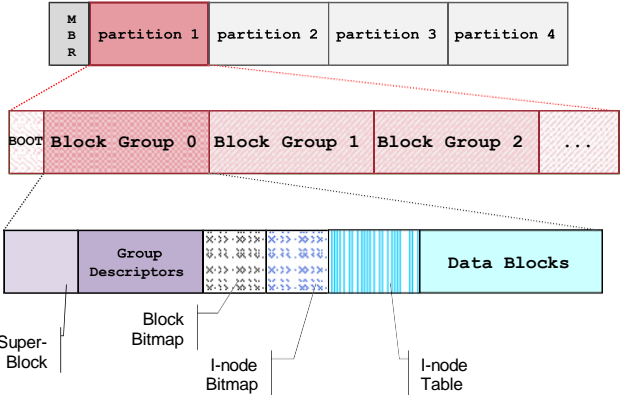 M
B
R
partition 1
partition 2
partition 3
partition 4
BOOT
Block Group 0
Block Group 1
Block Group 2
...
Group
Descriptors
Data Blocks
Super-
Block
Block
Bitmap
I-node
Bitmap
I-node
Table